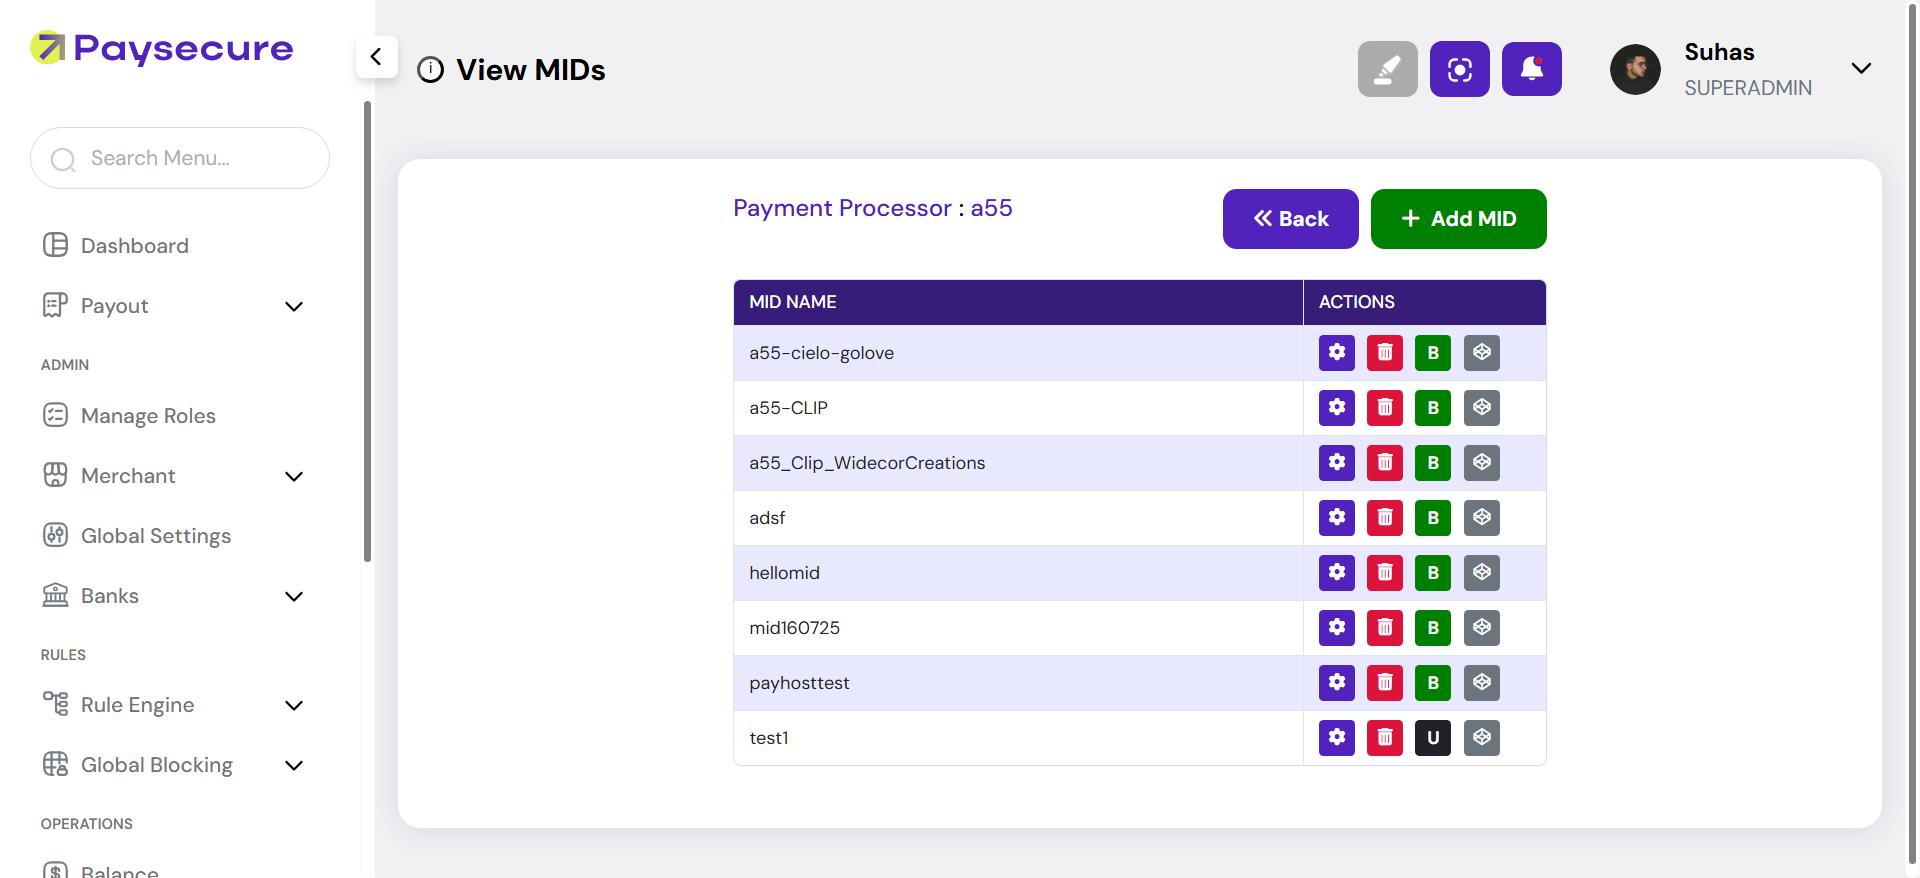 Paysecure
Search Menu...
Dashboard
Payout
ADMIN
Manage Roles
Merchant
Global Settings
Banks
RULES
Rule Engine
Global Blocking
OPERATIONS
Balance
View MIDs
Suhas
SUPERADMIN
Payment Processor : a55
Back
Add MID
MID NAME ACTIONS
a55-cielo-golove B
a55-CLIP B
a55_Clip_WidecorCreations B
adsf B
hellomid B
mid160725 B
payhosttest B
test1 U